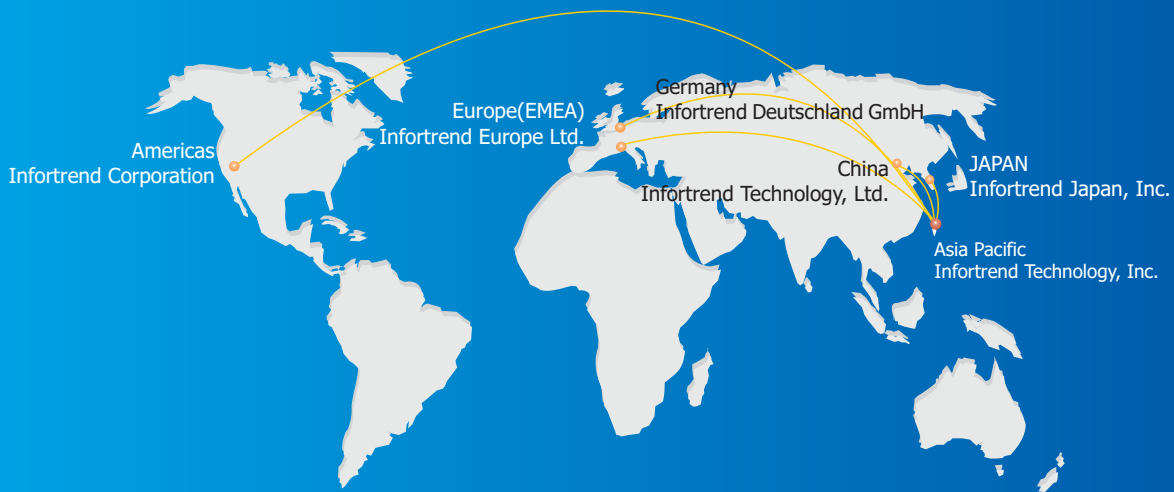 Germany
Infortrend Deutschland GmbH
Europe(EMEA)
Infortrend Europe Ltd.
Americas
Infortrend Corporation
China
Infortrend Technology, Ltd.
JAPAN
Infortrend Japan, Inc.
Asia Pacific
Infortrend Technology, Inc.